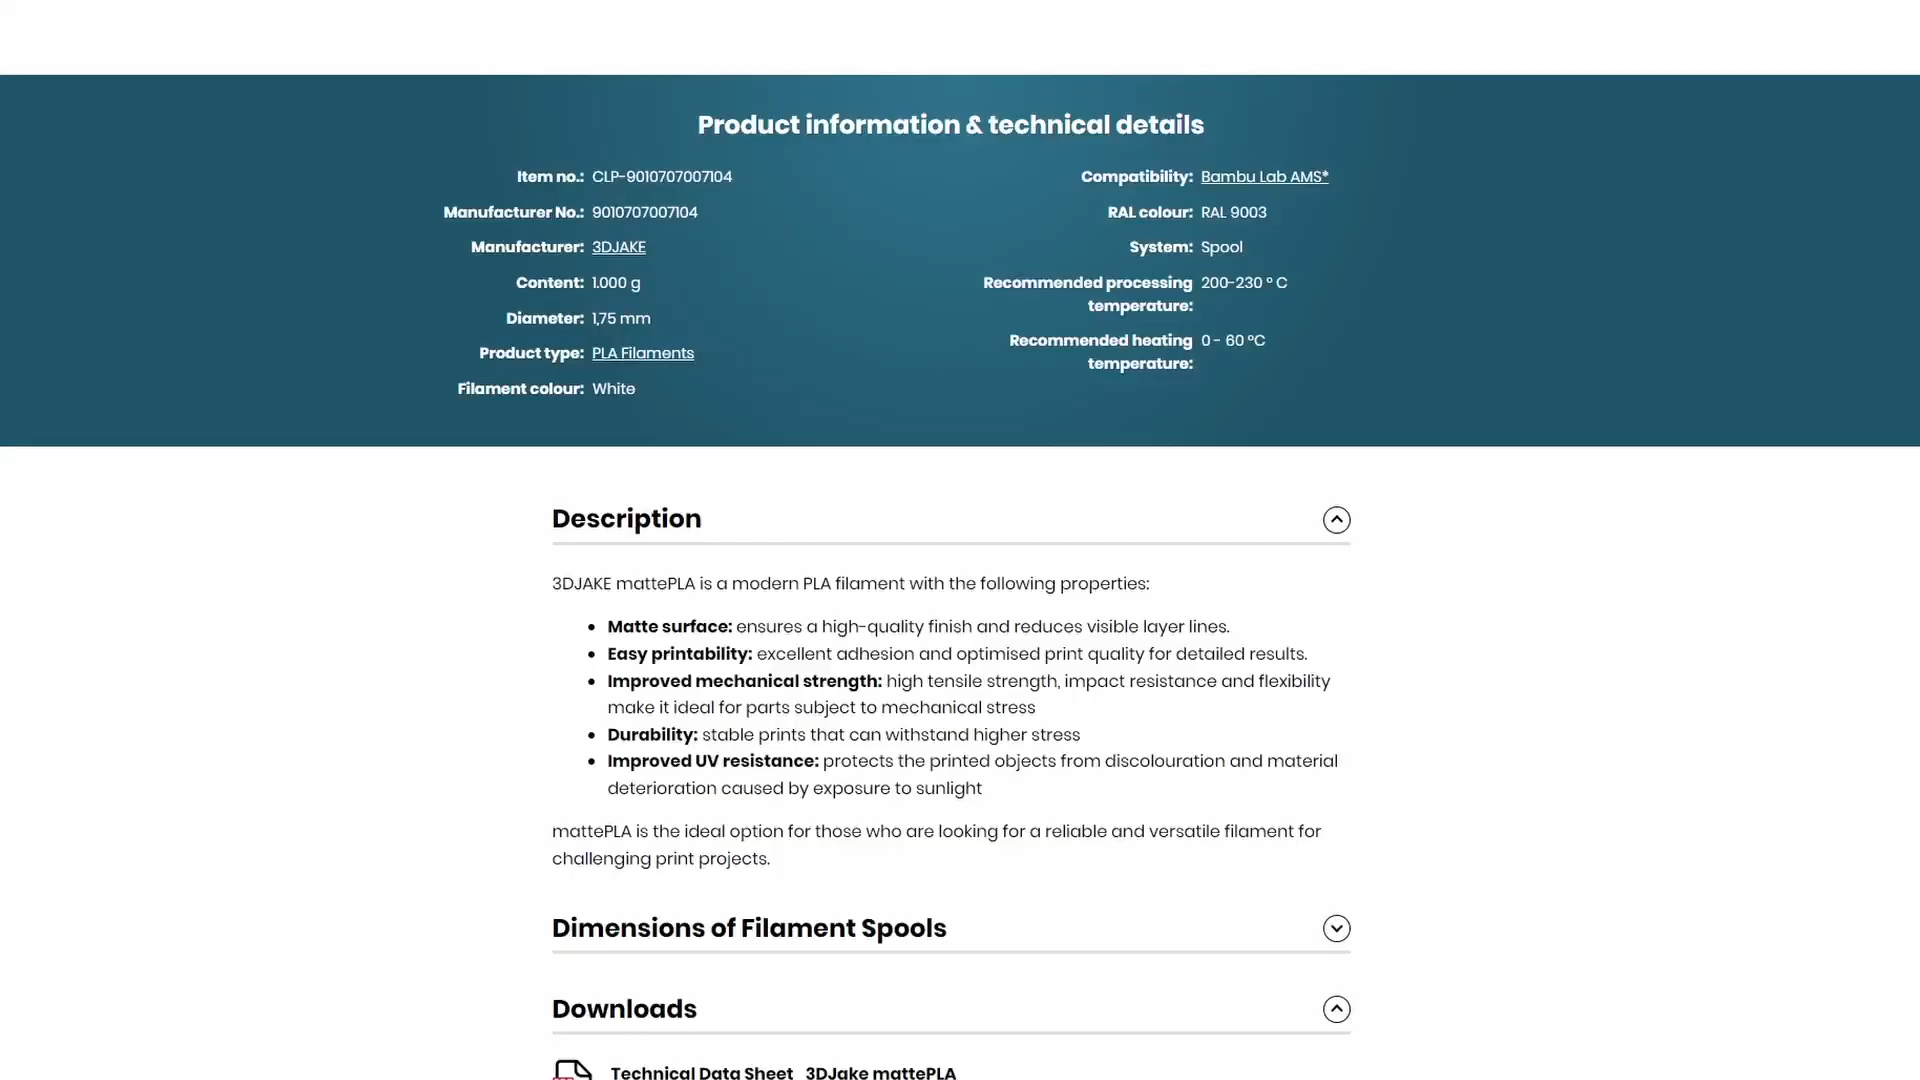 Product information & technical details
Item no.: CLP-9010707007104
Manufacturer No.: 9010707007104
Manufacturer: 3DJAKE
Content: 1.000 g
Diameter: 1,75 mm
Product type: PLA Filaments
Filament colour: White
Compatibility: Bambu Lab AMS*
RAL colour: RAL 9003
System: Spool
Recommended processing 200-230 ° C
temperature:
Recommended heating 0 - 60 °C
temperature:
Description
3DJAKE mattePLA is a modern PLA filament with the following properties:
• Matte surface: ensures a high-quality finish and reduces visible layer lines.
• Easy printability: excellent adhesion and optimised print quality for detailed results.
• Improved mechanical strength: high tensile strength, impact resistance and flexibility
make it ideal for parts subject to mechanical stress
• Durability: stable prints that can withstand higher stress
• Improved UV resistance: protects the printed objects from discolouration and material
deterioration caused by exposure to sunlight
mattePLA is the ideal option for those who are looking for a reliable and versatile filament for
challenging print projects.
Dimensions of Filament Spools
Downloads
Technical Data Sheet 3DJake mattePLA